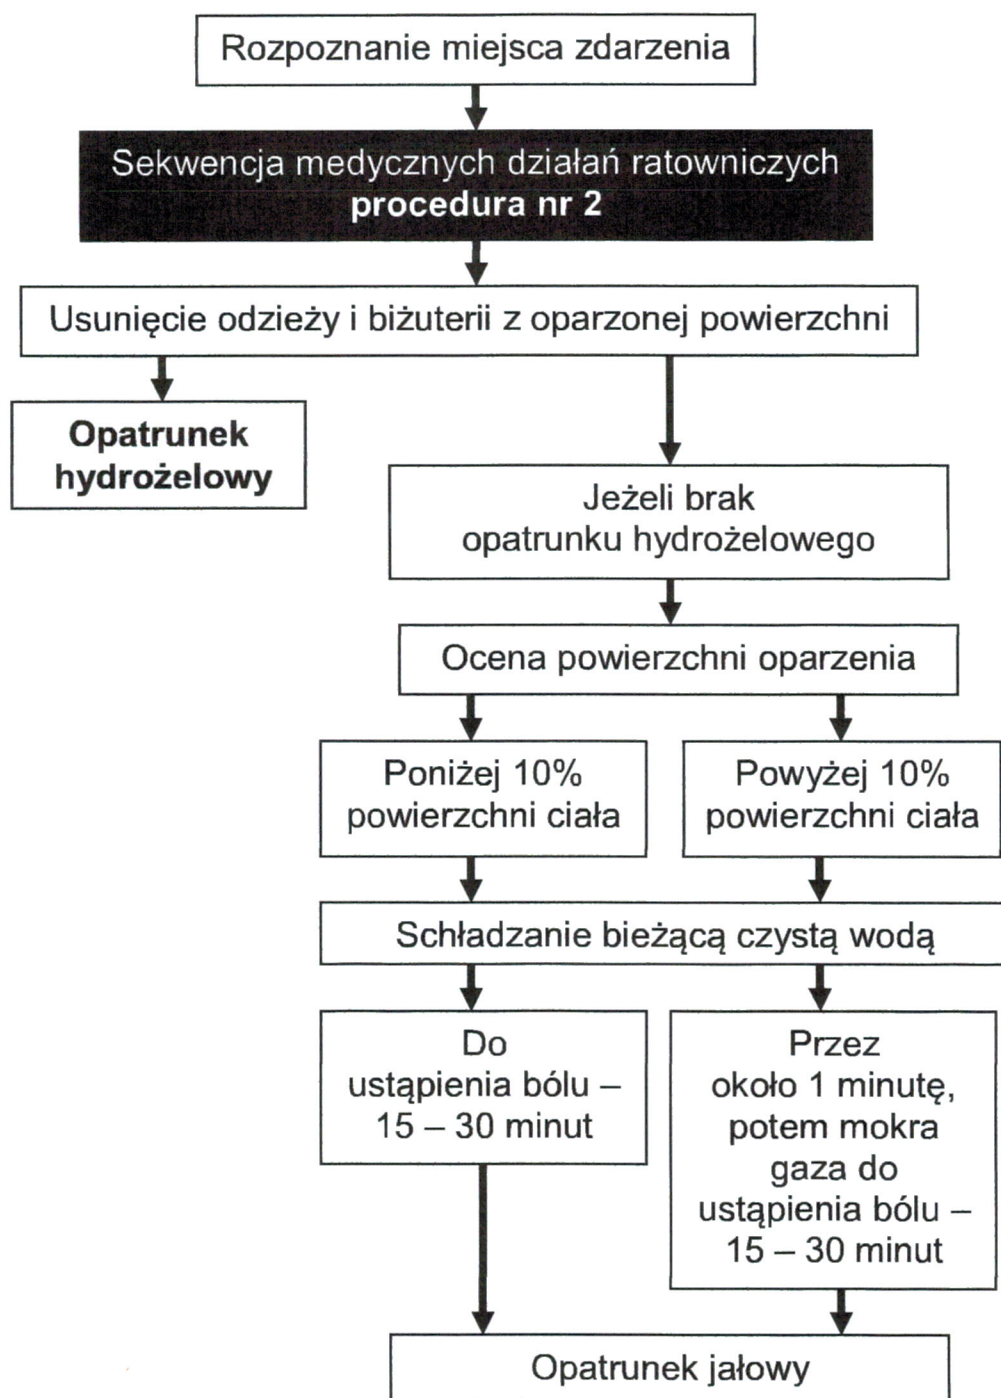 Rozpoznanie miejsca zdarzenia
Sekwencja medycznych działań ratowniczych
procedura nr 2
Usunięcie odzieży i biżuterii z oparzonej powierzchni
Opatrunek
hydrożelowy
Jeżeli brak
opatrunku hydrożelowego
Ocena powierzchni oparzenia
Poniżej 10%
powierzchni ciała
Powyżej 10%
powierzchni ciała
Schładzanie bieżącą czystą wodą
Do
ustąpienia bólu –
15 – 30 minut
Przez
około 1 minutę,
potem mokra
gaza do
ustąpienia bólu –
15 – 30 minut
Opatrunek jałowy